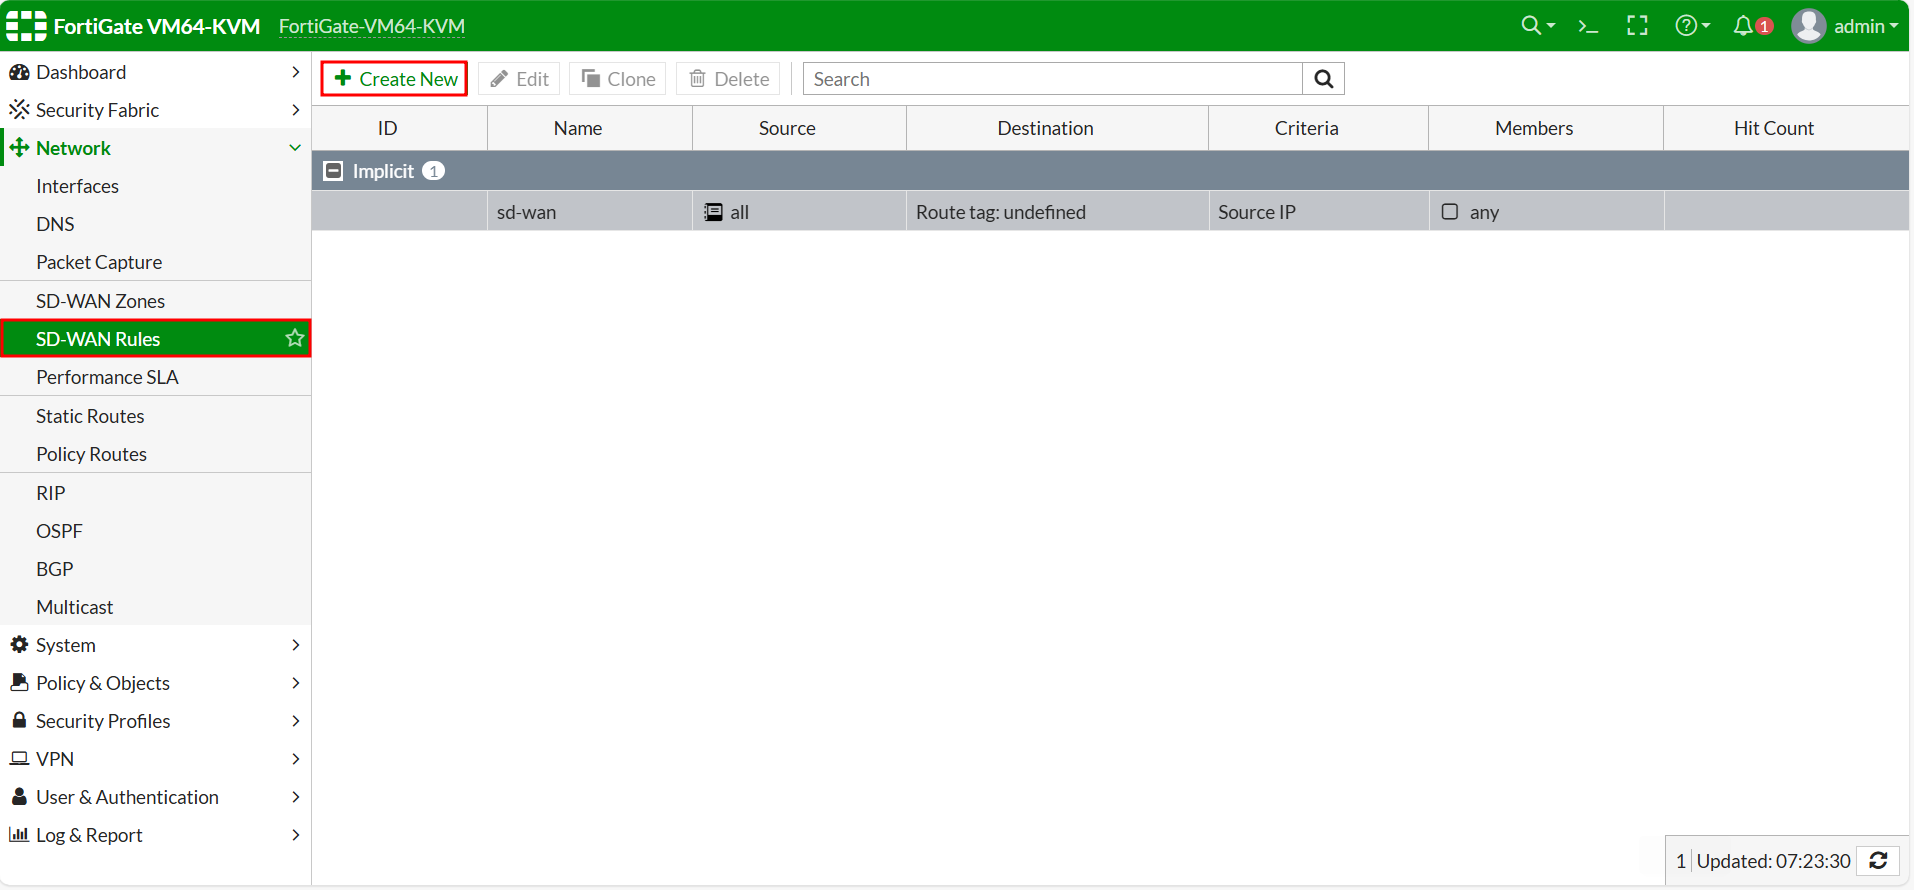 FortiGate VM64-KVM FortiGate-VM64-KVM 1 admin
Dashboard
Security Fabric
Network
Interfaces
DNS
Packet Capture
SD-WAN Zones
SD-WAN Rules
Performance SLA
Static Routes
Policy Routes
RIP
OSPF
BGP
Multicast
System
Policy & Objects
Security Profiles
VPN
User & Authentication
Log & Report
Create New Edit Clone Delete Search
ID Name Source Destination Criteria Members Hit Count
Implicit 1
sd-wan all Route tag: undefined Source IP any
1 Updated: 07:23:30